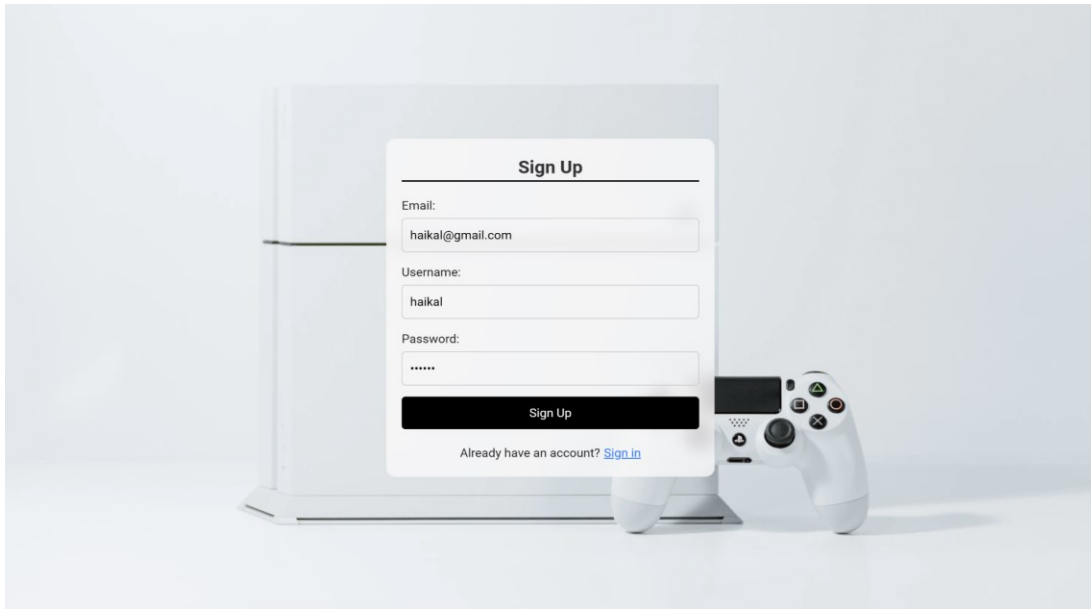 Sign Up
Email:
haikal@gmail.com
Username:
haikal
Password:
••••••
Sign Up
Already have an account? Sign in